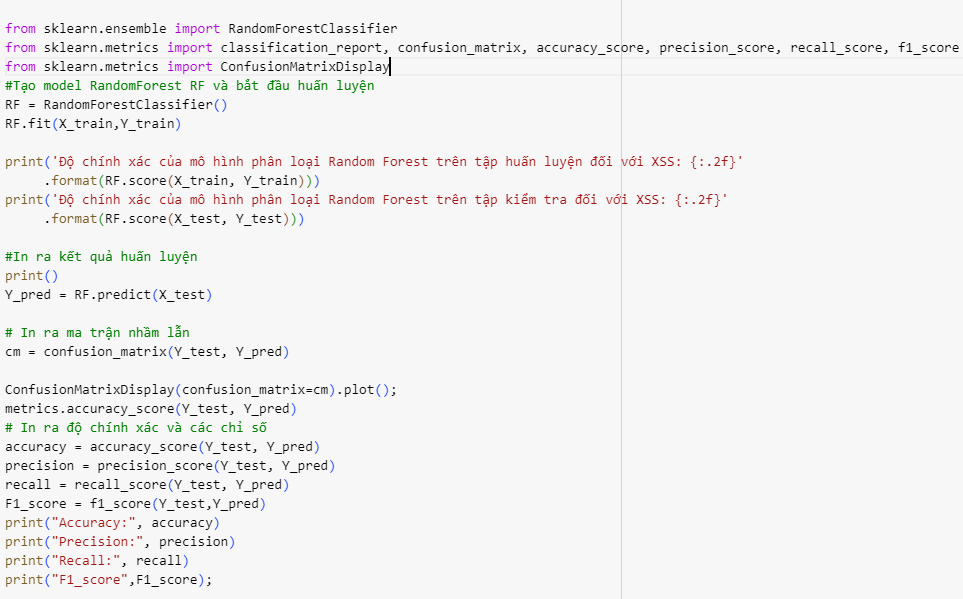 from sklearn.ensemble import RandomForestClassifier
from sklearn.metrics import classification_report, confusion_matrix, accuracy_score, precision_score, recall_score, f1_score
from sklearn.metrics import ConfusionMatrixDisplay
#Tạo model RandomForest RF và bắt đầu huấn luyện
RF = RandomForestClassifier()
RF.fit(X_train,Y_train)
print('Độ chính xác của mô hình phân loại Random Forest trên tập huấn luyện đối với XSS: {:.2f}'
     .format(RF.score(X_train, Y_train)))
print('Độ chính xác của mô hình phân loại Random Forest trên tập kiểm tra đối với XSS: {:.2f}'
     .format(RF.score(X_test, Y_test)))
#In ra kết quả huấn luyện
print()
Y_pred = RF.predict(X_test)
# In ra ma trận nhầm lẫn
cm = confusion_matrix(Y_test, Y_pred)
ConfusionMatrixDisplay(confusion_matrix=cm).plot();
metrics.accuracy_score(Y_test, Y_pred)
# In ra độ chính xác và các chỉ số
accuracy = accuracy_score(Y_test, Y_pred)
precision = precision_score(Y_test, Y_pred)
recall = recall_score(Y_test, Y_pred)
F1_score = f1_score(Y_test,Y_pred)
print("Accuracy:", accuracy)
print("Precision:", precision)
print("Recall:", recall)
print("F1_score",F1_score);